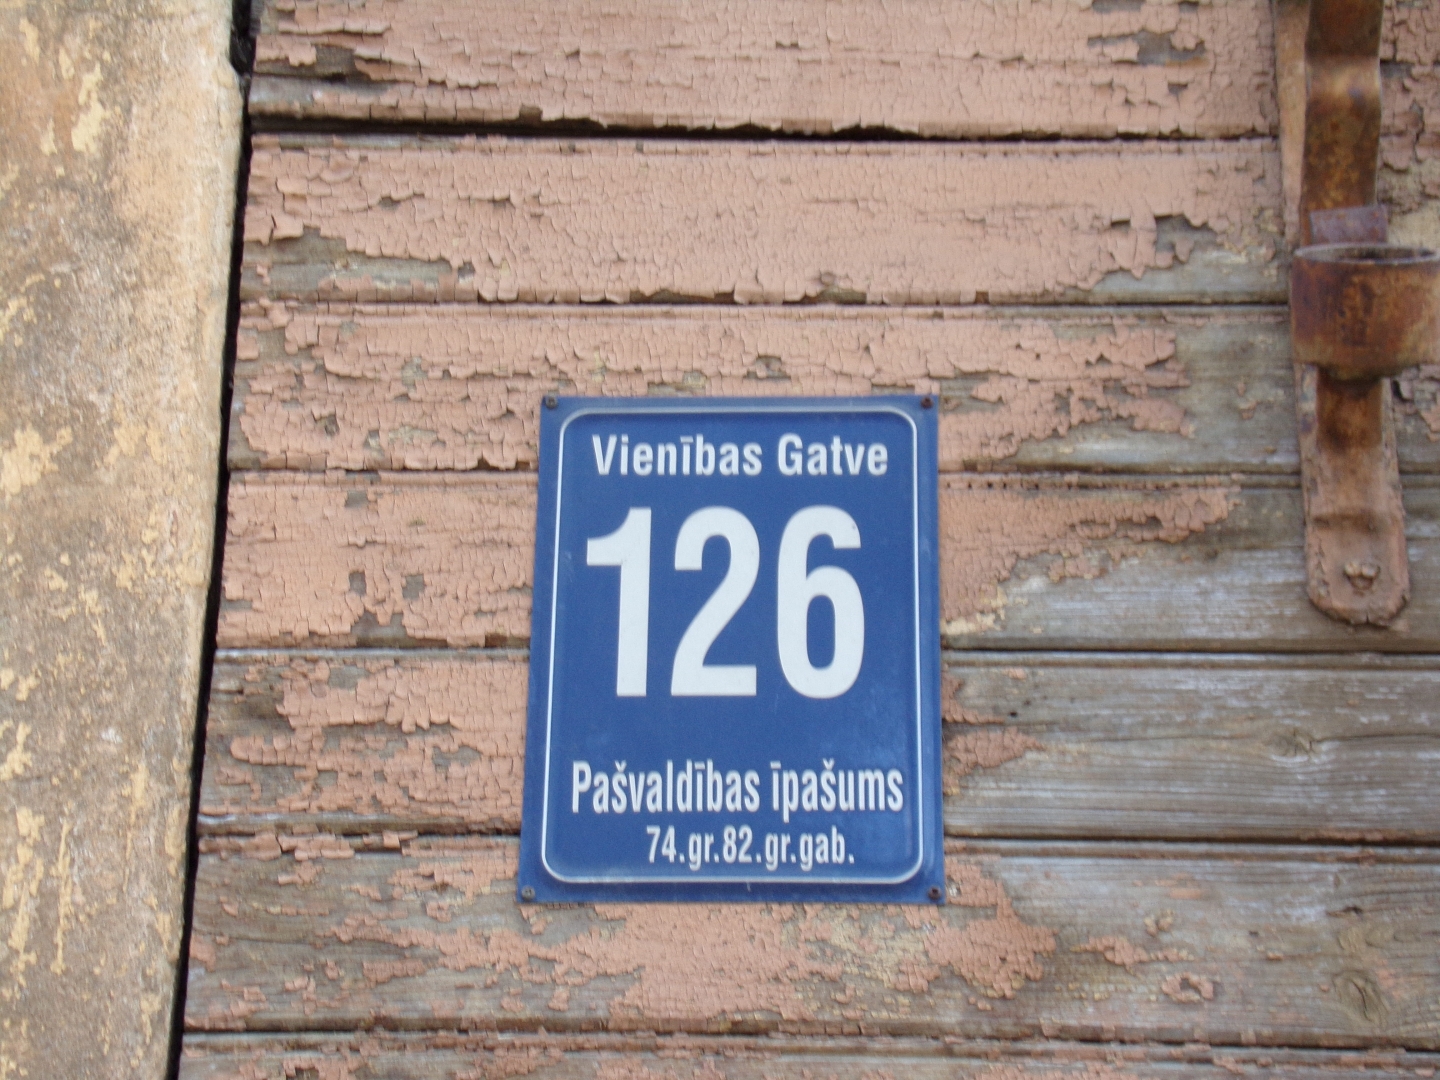 Vienības Gatve
126
Pašvaldības īpašums
74.gr.82.gr.gab.